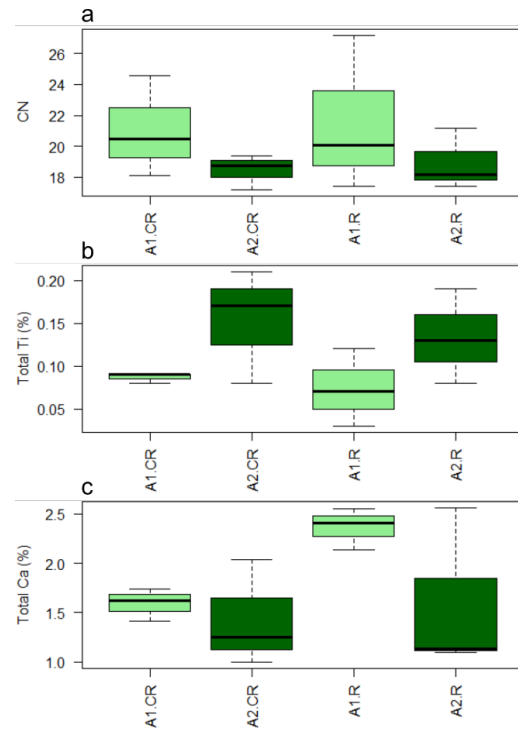 a
CN
26
24
22
20
18
A1.CR
A2.CR
A1.R
A2.R
b
Total Ti (%)
0.20
0.15
0.10
0.05
A1.CR
A2.CR
A1.R
A2.R
c
Total Ca (%)
2.5
2.0
1.5
1.0
A1.CR
A2.CR
A1.R
A2.R